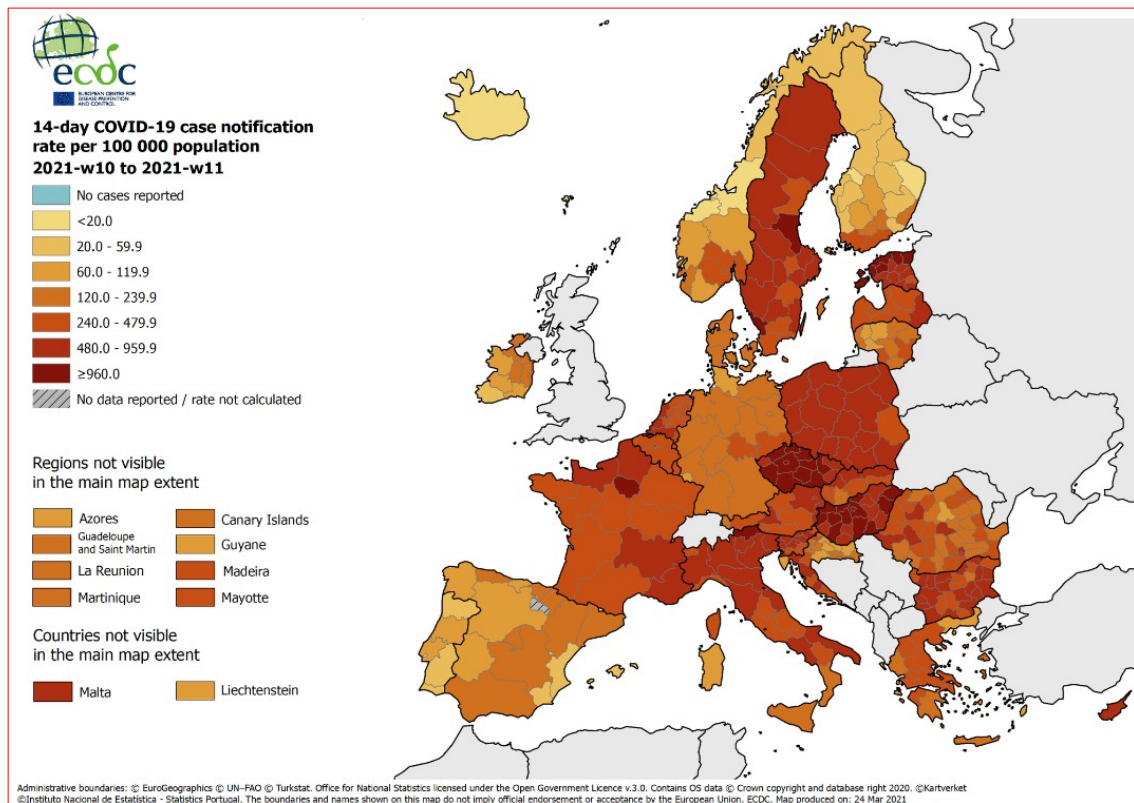 ecdc
EUROPEAN CENTRE FOR
DISEASE PREVENTION
AND CONTROL
14-day COVID-19 case notification
rate per 100 000 population
2021-w10 to 2021-w11
No cases reported
<20.0
20.0 - 59.9
60.0 - 119.9
120.0 - 239.9
240.0 - 479.9
480.0 - 959.9
≥960.0
No data reported / rate not calculated
Regions not visible
in the main map extent
Azores
Canary Islands
Guadeloupe
and Saint Martin
Guyane
La Reunion
Madeira
Martinique
Mayotte
Countries not visible
in the main map extent
Malta
Liechtenstein
Administrative boundaries: © EuroGeographics © UN–FAO © Turkstat. Office for National Statistics licensed under the Open Government Licence v.3.0. Contains OS data © Crown copyright and database right 2020. ©Kartverket
©Instituto Nacional de Estatística - Statistics Portugal. The boundaries and names shown on this map do not imply official endorsement or acceptance by the European Union. ECDC. Map produced on: 24 Mar 2021